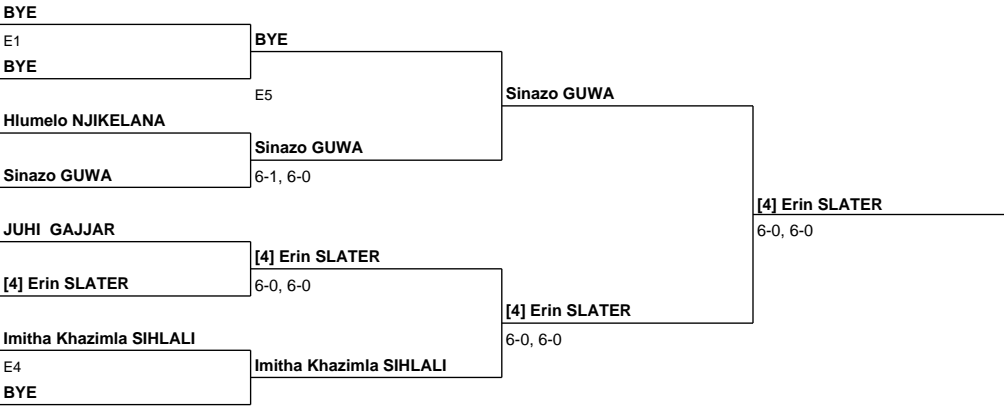 BYE
E1
BYE
BYE
E5
Hlumelo NJIKELANA
Sinazo GUWA
Sinazo GUWA
6-1, 6-0
Sinazo GUWA
JUHI  GAJJAR
[4] Erin SLATER
[4] Erin SLATER
6-0, 6-0
Imitha Khazimla SIHLALI
E4
BYE
Imitha Khazimla SIHLALI
[4] Erin SLATER
6-0, 6-0
[4] Erin SLATER
6-0, 6-0